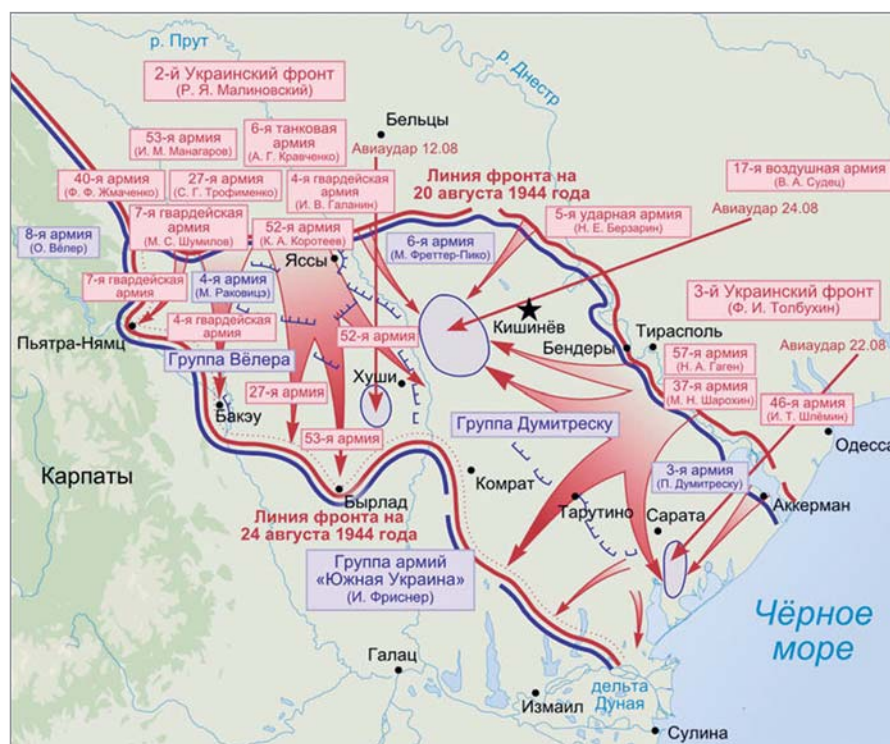 р. Прут
р. Днестр
2-й Украинский фронт
(Р. Я. Малиновский)
53-я армия
(И. М. Манагаров)
6-я танковая
армия
(А. Г. Кравченко)
Бельцы
Авиаудар 12.08
40-я армия
(Ф. Ф. Жмаченко)
27-я армия
(С. Г. Трофименко)
4-я гвардейская
армия
(И. В. Галанин)
Линия фронта на
20 августа 1944 года
17-я воздушная армия
(В. А. Судец)
Авиаудар 24.08
7-я гвардейская
армия
(М. С. Шумилов)
52-я армия
(К. А. Коротеев)
5-я ударная армия
(Н. Е. Берзарин)
8-я армия
(О. Вёлер)
6-я армия
(М. Фреттер-Пико)
Яссы
7-я гвардейская
армия
4-я армия
(М. Раковицэ)
3-й Украинский фронт
(Ф. И. Толбухин)
4-я гвардейская
армия
Пьятра-Нямц
52-я армия
Кишинёв
Тирасполь
Бендеры
Авиаудар 22.08
Группа Вёлера
57-я армия
(Н. А. Гаген)
37-я армия
(М. Н. Шарохин)
Хуши
27-я армия
46-я армия
(И. Т. Шлёмин)
Бакэу
Группа Думитреску
53-я армия
Одесса
Карпаты
Комрат
3-я армия
(П. Думитреску)
Бырлад
Аккерман
Тарутино
Сарата
Линия фронта на
24 августа 1944 года
Группа армий
«Южная Украина»
(И. Фриснер)
Чёрное
море
Галац
дельта
Дуная
Измаил
Сулина